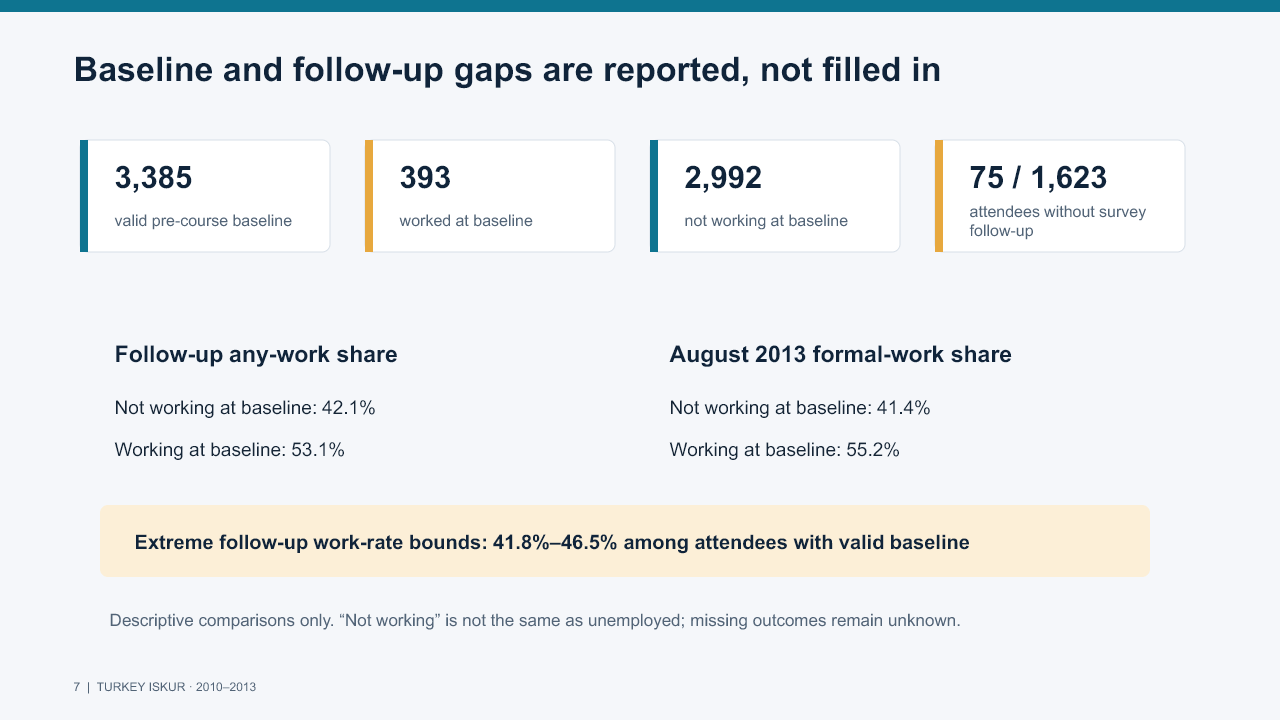 Baseline and follow-up gaps are reported, not filled in
3,385
valid pre-course baseline
393
worked at baseline
2,992
not working at baseline
75 / 1,623
attendees without survey
follow-up
Follow-up any-work share
Not working at baseline: 42.1%
Working at baseline: 53.1%
August 2013 formal-work share
Not working at baseline: 41.4%
Working at baseline: 55.2%
Extreme follow-up work-rate bounds: 41.8%–46.5% among attendees with valid baseline
Descriptive comparisons only. “Not working” is not the same as unemployed; missing outcomes remain unknown.
7 | TURKEY ISKUR · 2010–2013